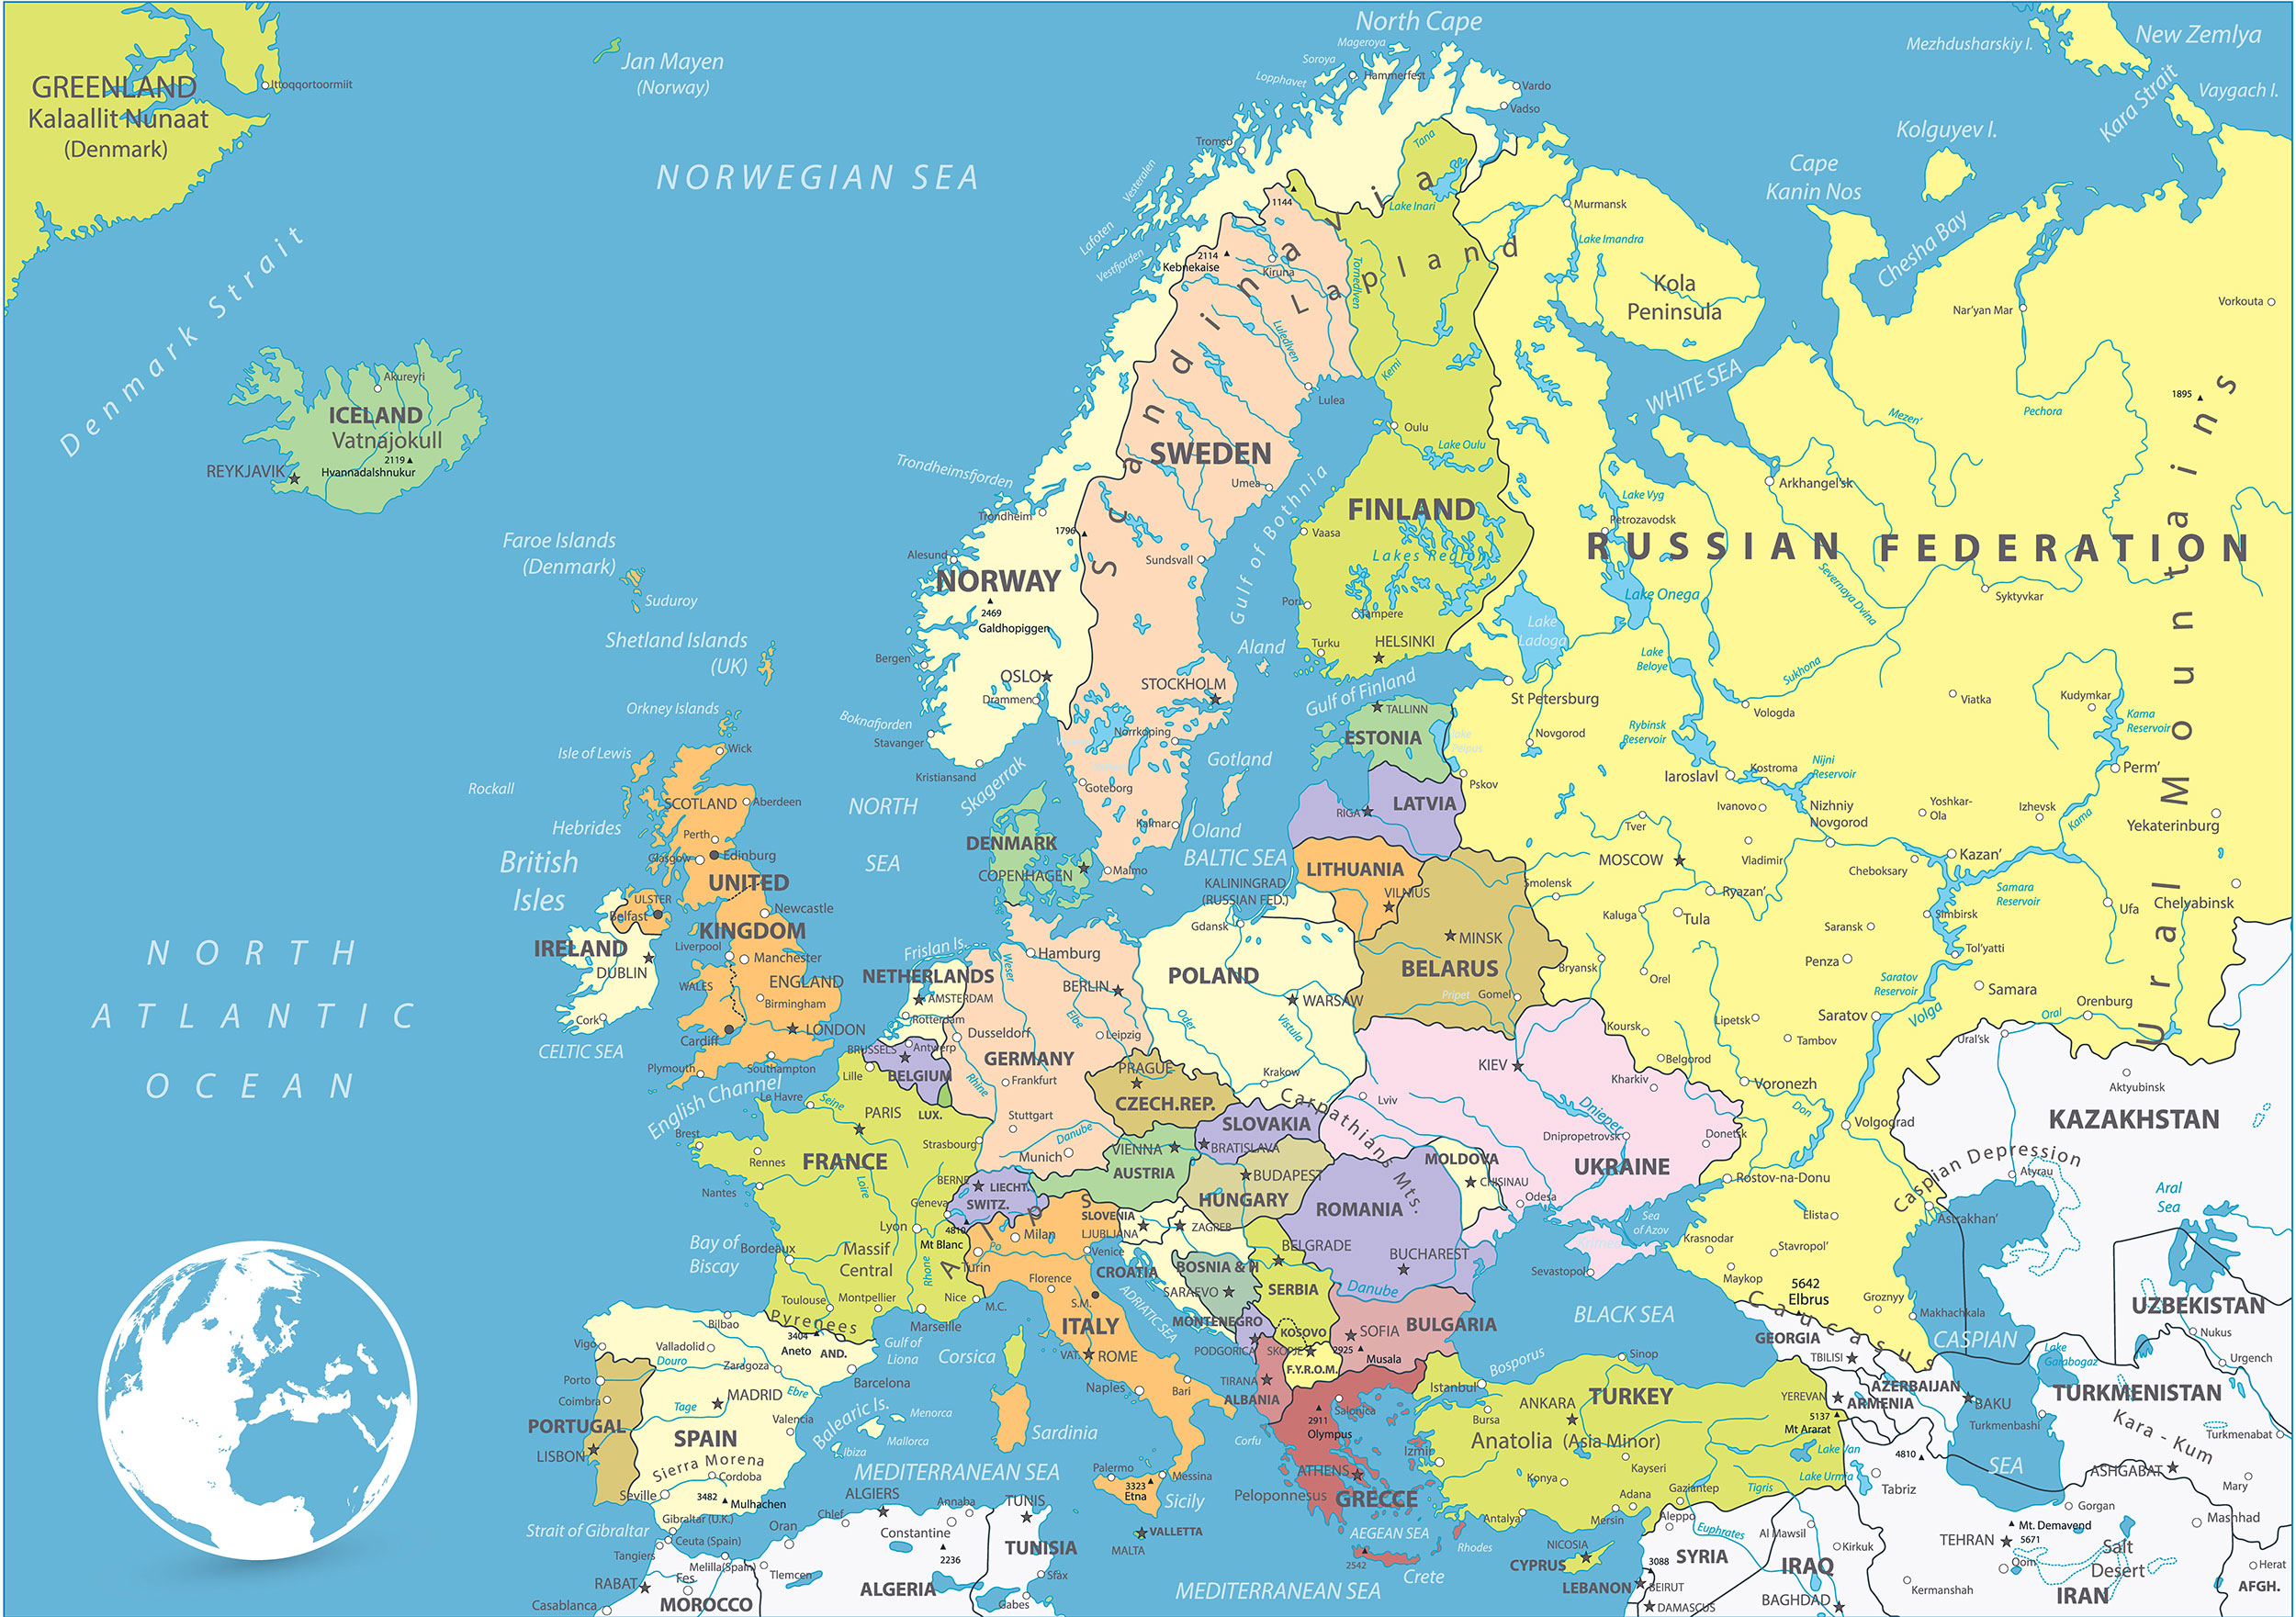 GREENLAND
Kalaallit Nunaat
(Denmark)
Ittoqqortoormiit
Jan Mayen
(Norway)
North Cape
Mageroya
Soroya
Lopphavet
Hammerfest
Vardo
Vadso
Mezhdusharskiy I.
New Zemlya
Kara Strait
Vaygach I.
Kolguyev I.
Cape
Kanin Nos
Chesha Bay
NORWEGIAN SEA
Tromso
Vesteralen
Lafoten
Vestfjorden
Tana
Lake Inari
1144
2114
Kebnekaise
Kiruna
Scandinavia
Lapland
Tornedlven
Luledlven
Kemi
Murmansk
Lake Imandra
Kola
Peninsula
Nar'yan Mar
Vorkouta
Denmark Strait
Akureyri
ICELAND
Vatnajokull
2119
Hvannadalshnukur
REYKJAVIK
WHITE SEA
Mezen'
Pechora
1895
Ural Mountains
Lulea
Oulu
Lake Oulu
SWEDEN
Umea
Gulf of Bothnia
FINLAND
Lakes Region
Vaasa
Arkhangel'sk
Lake Vyg
Petrozavodsk
RUSSIAN FEDERATION
Trondheimsfjorden
Trondheim
1796
Alesund
NORWAY
2469
Galdhopiggen
Sundsvall
Faroe Islands
(Denmark)
Suduroy
Shetland Islands
(UK)
Pori
Tampere
Turku
HELSINKI
Aland
Lake
Ladoga
Lake Onega
Severnaya Dvina
Syktyvkar
Lake
Beloye
Sukhona
Bergen
OSLO
Drammen
STOCKHOLM
Gulf of Finland
TALLINN
ESTONIA
Lake
Peipus
St Petersburg
Novgorod
Pskov
Vologda
Viatka
Kudymkar
Kama
Reservoir
Rybinsk
Reservoir
Orkney Islands
Boknafjorden
Stavanger
Kristiansand
Skagerrak
Norrkoping
Gotland
Goteborg
Isle of Lewis
Wick
Rockall
SCOTLAND
Aberdeen
Hebrides
Perth
Glasgow
Edinburg
NORTH
SEA
DENMARK
COPENHAGEN
Kalmar
Oland
Malmo
BALTIC SEA
LATVIA
RIGA
LITHUANIA
VILNIUS
KALININGRAD
(RUSSIAN FED.)
Iaroslavl
Kostroma
Nijni
Reservoir
Ivanovo
Nizhniy
Novgorod
Yoshkar-
Ola
Izhevsk
Perm'
Kama
Yekaterinburg
Tver
MOSCOW
Vladimir
Kazan'
Cheboksary
Smolensk
Ryazan'
Kaluga
Tula
Samara
Reservoir
Simbirsk
Ufa
Chelyabinsk
Saransk
Tol'yatti
British
Isles
UNITED
KINGDOM
ULSTER
Belfast
Newcastle
IRELAND
DUBLIN
Liverpool
Manchester
WALES
ENGLAND
Birmingham
Cork
CELTIC SEA
Cardiff
LONDON
Plymouth
Southampton
English Channel
NORTH
ATLANTIC
OCEAN
Frislan Is.
NETHERLANDS
AMSTERDAM
Rotterdam
Weser
Hamburg
BERLIN
Elbe
Dusseldorf
Leipzig
GERMANY
Frankfurt
Rhine
Stuttgart
Danube
Munich
BRUSSELS
Antwerp
BELGIUM
Lille
LUX.
Gdansk
POLAND
WARSAW
Oder
Vistula
Krakow
MINSK
BELARUS
Pripet
Gomel
Bryansk
Orel
Penza
Saratov
Reservoir
Samara
Orenburg
Oral
Saratov
Volga
Lipetsk
Koursk
Tambov
Ural'sk
Belgorod
Voronezh
Don
Aktyubinsk
KAZAKHSTAN
KIEV
Kharkiv
Lviv
Dnieper
Dnipropetrovsk
Donetsk
UKRAINE
Volgograd
Rostov-na-Donu
Caspian Depression
Atyrau
Aral
Sea
Astrakhan'
Elista
PRAGUE
CZECH.REP.
Carpathians Mts.
SLOVAKIA
BRATISLAVA
VIENNA
AUSTRIA
BUDAPEST
HUNGARY
MOLDOVA
CHISINAU
Odesa
ROMANIA
BUCHAREST
Danube
Sea
of Azov
Krimea
Sevastopol
Krasnodar
Stavropol'
Maykop
5642
Elbrus
Groznyy
Makhachkala
Caucasus
CASPIAN
SEA
Le Havre
Seine
PARIS
Brest
Rennes
FRANCE
Loire
Strasbourg
Nantes
BERNE
LIECHT.
SWITZ.
Geneva
Lyon
4810
Mt Blanc
Bay of
Biscay
Bordeaux
Massif
Central
Rhone
Alps
Milan
Po
Turin
Venice
SLOVENIA
LJUBLJANA
ZAGREB
CROATIA
BOSNIA & H
SARAEVO
BELGRADE
SERBIA
MONTENEGRO
PODGORICA
KOSOVO
SKOPJE
F.Y.R.O.M.
SOFIA
BULGARIA
2925
Musala
BLACK SEA
Toulouse
Montpellier
Nice
M.C.
Marseille
Florence
S.M.
ADRIATIC SEA
ITALY
VAT.
ROME
Bilbao
Pyrenees
3404
Aneto
AND.
Gulf of
Liona
Corsica
Vigo
Valladolid
Douro
Zaragoza
Porto
Coimbra
PORTUGAL
LISBON
MADRID
Ebre
Barcelona
Tage
SPAIN
Valencia
Balearic Is.
Menorca
Mallorca
Ibiza
Sardinia
Naples
Bari
TIRANA
ALBANIA
Salonica
2911
Olympus
Corfu
ATHENS
Peloponnesus
GRECCE
AEGEAN SEA
Rhodes
2542
Crete
Bosporus
Istanbul
Sinop
ANKARA
TURKEY
Bursa
Anatolia (Asia Minor)
Izmir
Konya
Kayseri
Adana
Gaziantep
Antalya
Mersin
5137
Mt Ararat
Lake Van
Lake Urmia
Tigris
GEORGIA
TBILISI
YEREVAN
ARMENIA
AZERBAIJAN
BAKU
UZBEKISTAN
Nukus
Urgench
Lake
Garabogaz
TURKMENISTAN
Turkmenbashi
Kara - Kum
Turkmenabat
ASHGABAT
Mary
4810
Tabriz
Gorgan
Mashhad
Mt. Demavend
5671
TEHRAN
Qom
Salt
Desert
Kermanshah
IRAN
Herat
AFGH.
Sierra Morena
Cordoba
Seville
3482
Mulhachen
Gibraltar (U.K.)
Strait of Gibraltar
Ceuta (Spain)
Tangiers
Melilla(Spain)
Fes
RABAT
Casablanca
MOROCCO
Tlemcen
Oran
Chlef
MEDITERRANEAN SEA
ALGIERS
Annaba
Constantine
2236
ALGERIA
TUNIS
TUNISIA
Sfax
Gabes
Palermo
Messina
3323
Etna
Sicily
VALLETTA
MALTA
MEDITERRANEAN SEA
NICOSIA
CYPRUS
Aleppo
Euphrates
Al Mawsil
Kirkuk
3088
SYRIA
IRAQ
LEBANON
BEIRUT
DAMASCUS
BAGHDAD